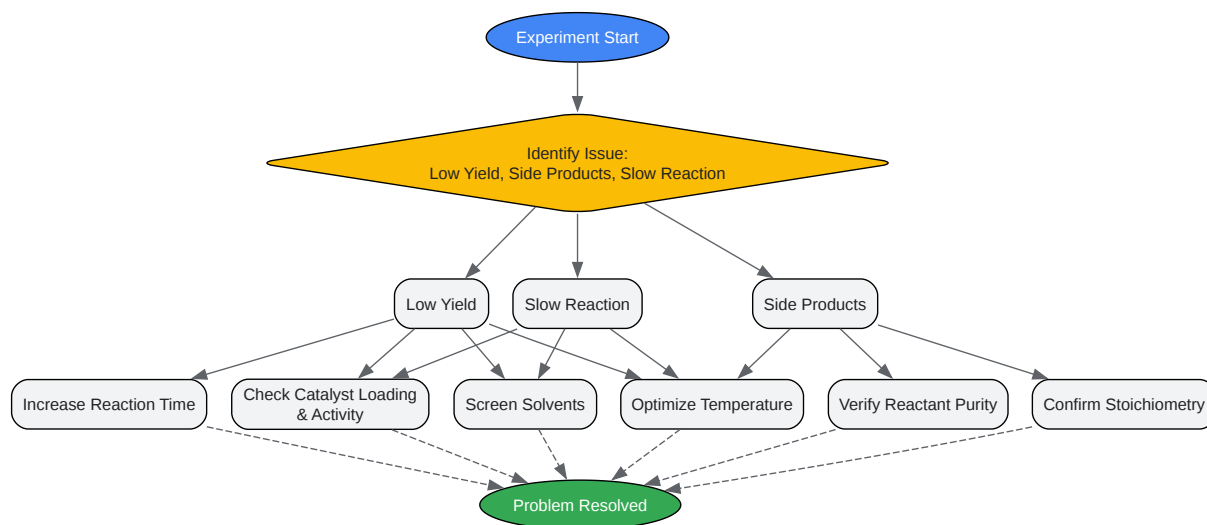 Experiment Start
Identify Issue:
Low Yield, Side Products, Slow Reaction
Low Yield
Slow Reaction
Side Products
Increase Reaction Time
Check Catalyst Loading
& Activity
Screen Solvents
Optimize Temperature
Verify Reactant Purity
Confirm Stoichiometry
Problem Resolved